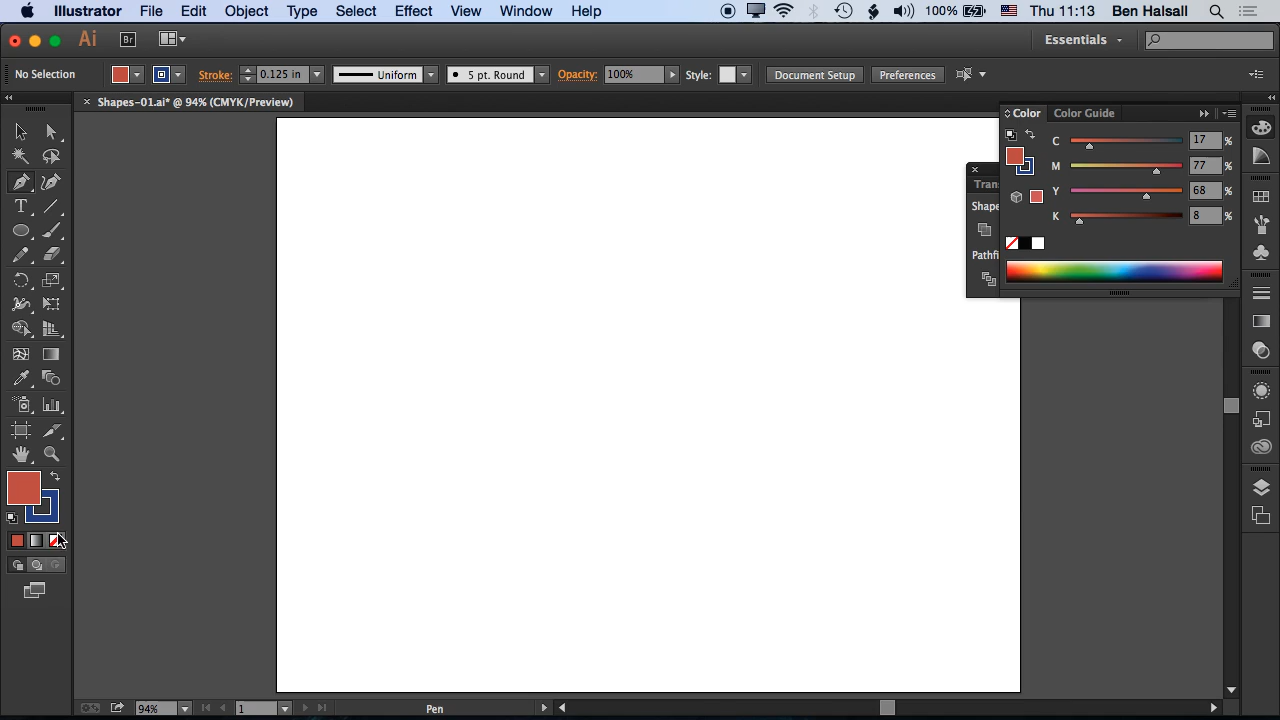 Illustrator File Edit Object Type Select Effect View Window Help 100% Thu 11:13 Ben Halsall
Ai Br Essentials
No Selection Stroke: 0.125 in Uniform 5 pt. Round Opacity: 100% Style: Document Setup Preferences
Shapes-01.ai* @ 94% (CMYK/Preview)
Color Color Guide
C 17 %
M 77 %
Y 68 %
K 8 %
Trans
Shape
Pathfi
T
94% 1 Pen